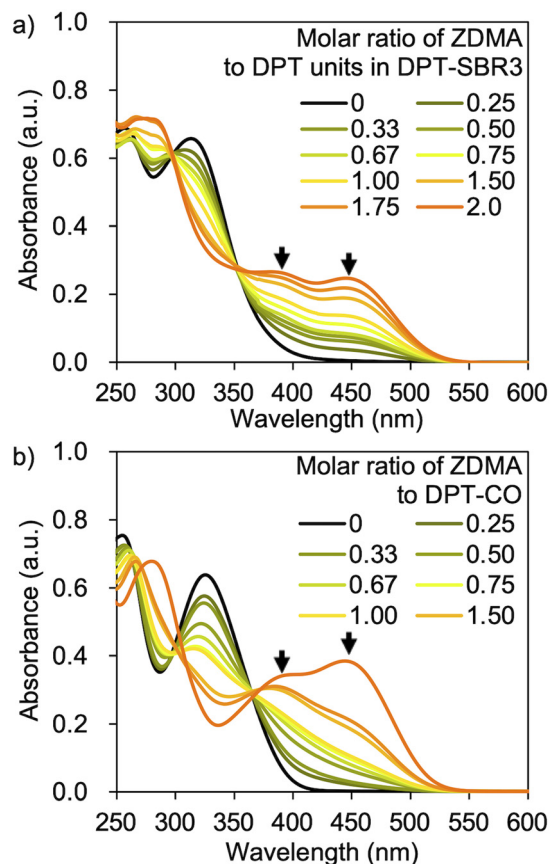 a)
Molar ratio of ZDMA
to DPT units in DPT-SBR3
0 0.25
0.33 0.50
0.67 0.75
1.00 1.50
1.75 2.0
Absorbance (a.u.)
1.0
0.8
0.6
0.4
0.2
0.0
250 300 350 400 450 500 550 600
Wavelength (nm)
b)
Molar ratio of ZDMA
to DPT-CO
0 0.25
0.33 0.50
0.67 0.75
1.00 1.50
Absorbance (a.u.)
1.0
0.8
0.6
0.4
0.2
0.0
250 300 350 400 450 500 550 600
Wavelength (nm)